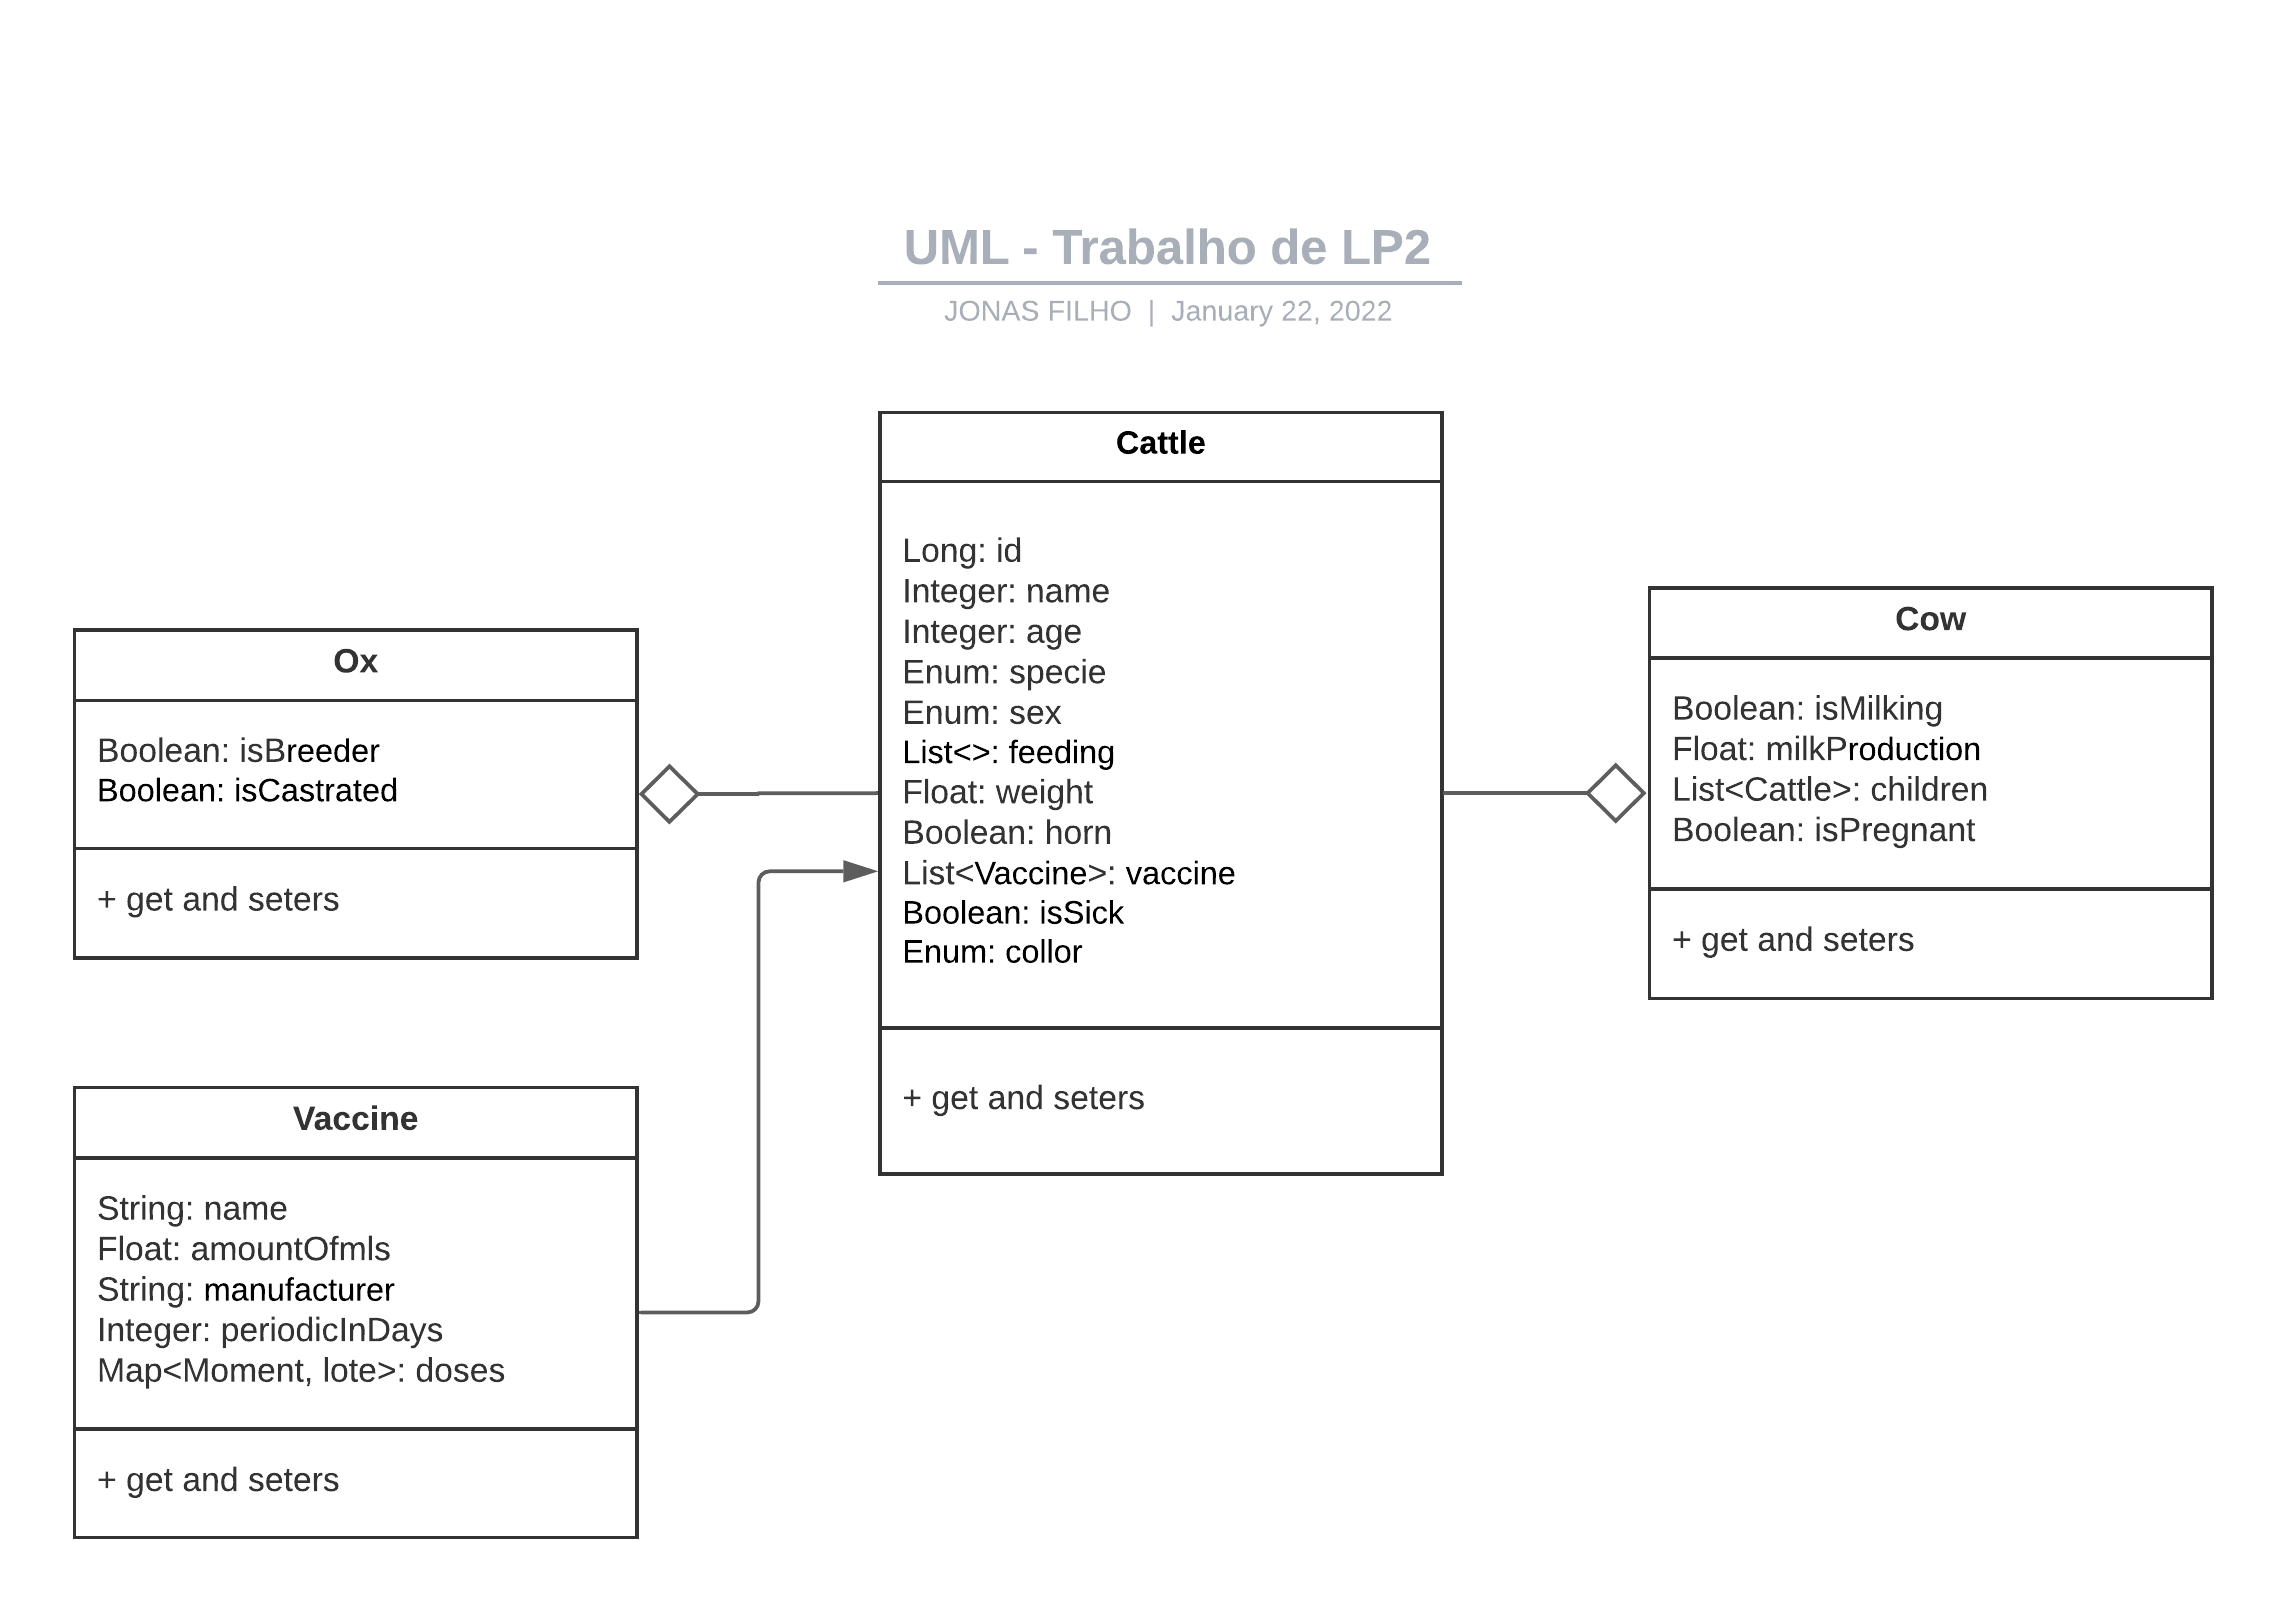 UML - Trabalho de LP2
JONAS FILHO | January 22, 2022
Cattle
Long: id
Integer: name
Integer: age
Enum: specie
Enum: sex
List<>: feeding
Float: weight
Boolean: horn
List<Vaccine>: vaccine
Boolean: isSick
Enum: collor
+ get and seters
Ox
Boolean: isBreeder
Boolean: isCastrated
+ get and seters
Cow
Boolean: isMilking
Float: milkProduction
List<Cattle>: children
Boolean: isPregnant
+ get and seters
Vaccine
String: name
Float: amountOfmls
String: manufacturer
Integer: periodicInDays
Map<Moment, lote>: doses
+ get and seters